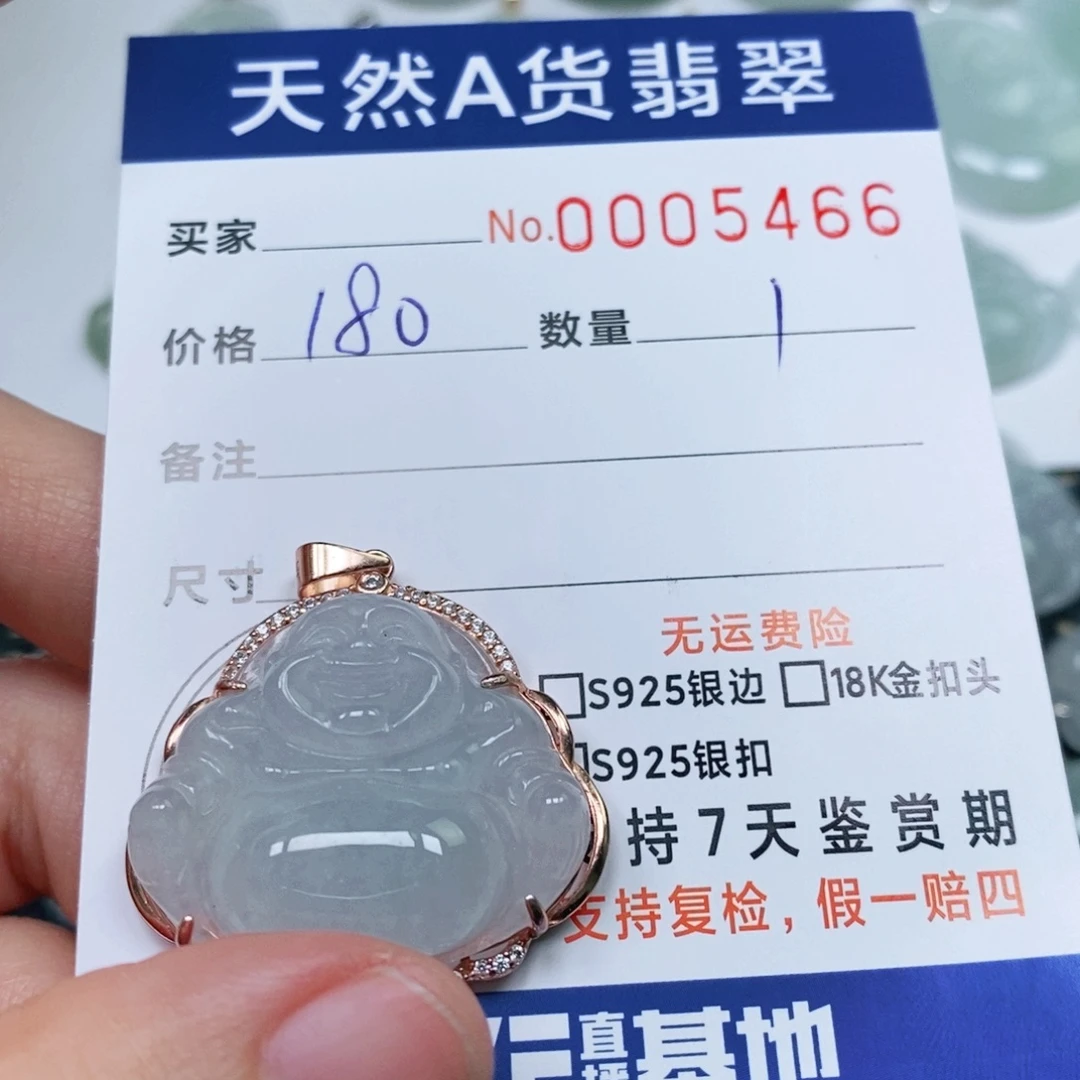 天然A货翡翠
买家 No.0005466
价格 180 数量 1
备注
尺寸
无运费险
S925银边 18K金扣头
S925银扣
持7天鉴赏期
支持复检，假一赔四
直播基地